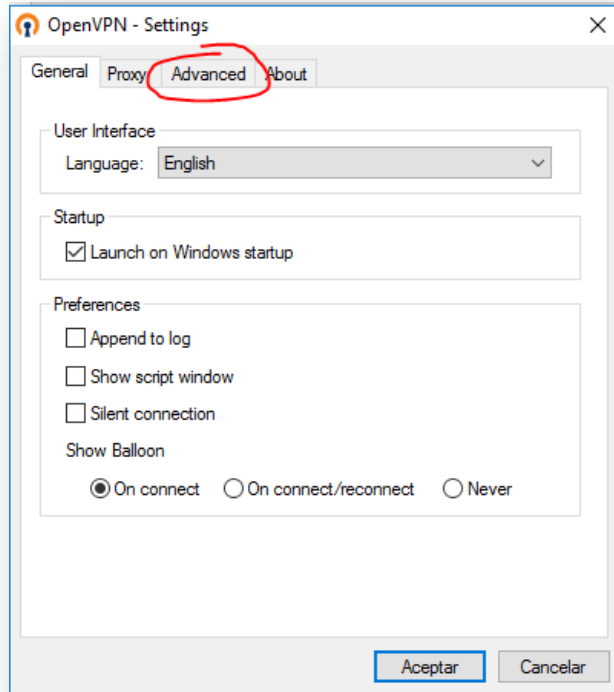 OpenVPN - Settings
General Proxy Advanced About
User Interface
Language: English
Startup
Launch on Windows startup
Preferences
Append to log
Show script window
Silent connection
Show Balloon
On connect On connect/reconnect Never
Aceptar Cancelar